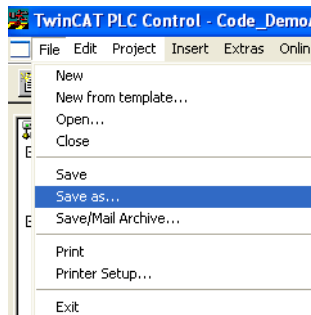 TwinCAT PLC Control - Code_Demo
File Edit Project Insert Extras Onlin
New
New from template...
Open...
Close
Save
Save as...
Save/Mail Archive...
Print
Printer Setup...
Exit